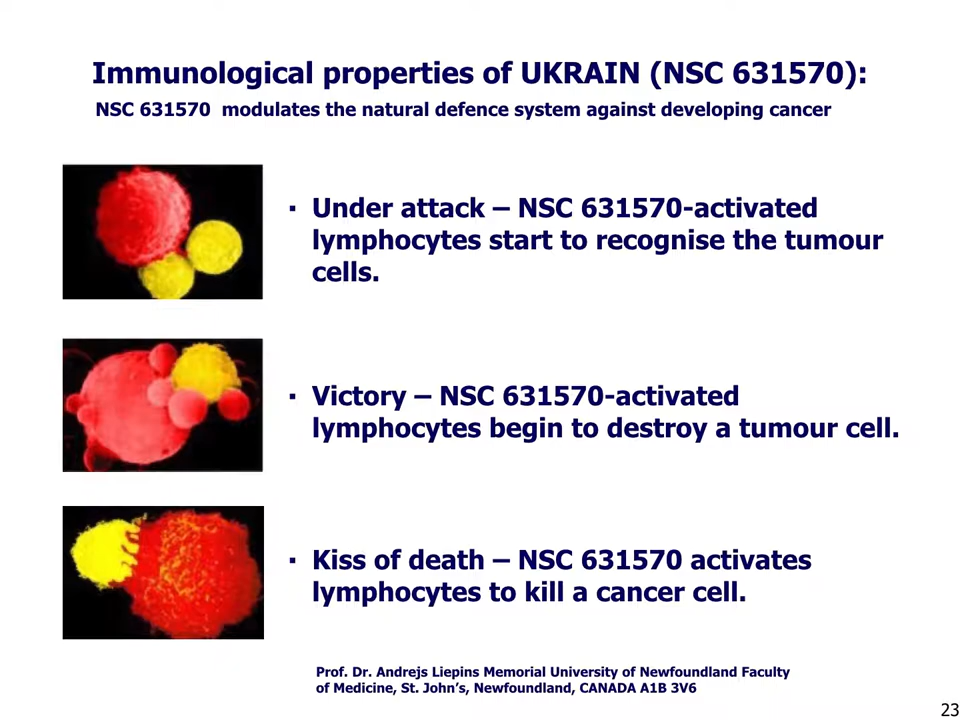 Immunological properties of UKRAIN (NSC 631570):
NSC 631570 modulates the natural defence system against developing cancer
▪ Under attack – NSC 631570-activated
lymphocytes start to recognise the tumour
cells.
▪ Victory – NSC 631570-activated
lymphocytes begin to destroy a tumour cell.
▪ Kiss of death – NSC 631570 activates
lymphocytes to kill a cancer cell.
Prof. Dr. Andrejs Liepins Memorial University of Newfoundland Faculty
of Medicine, St. John’s, Newfoundland, CANADA A1B 3V6
23